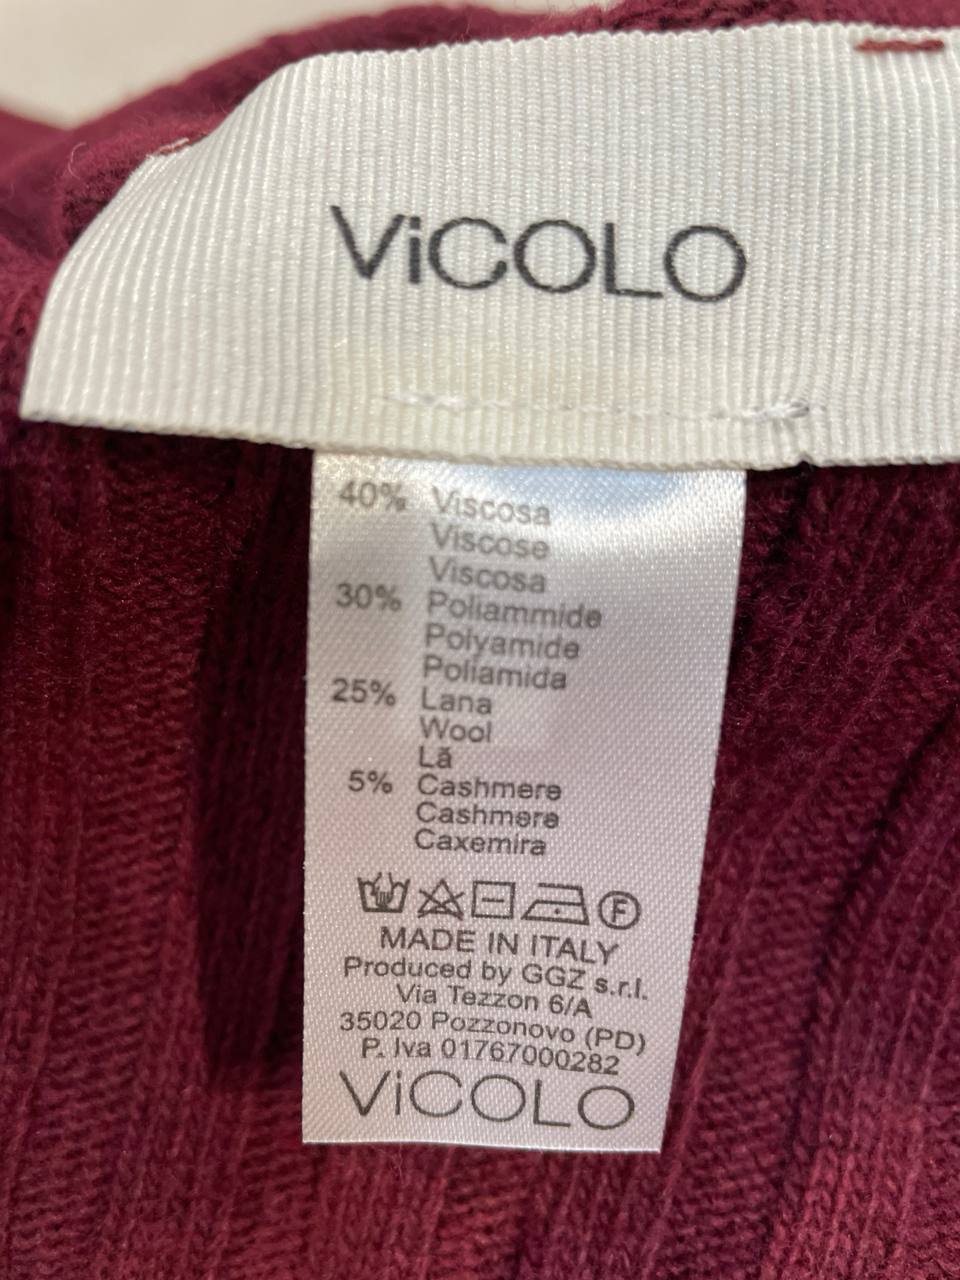 ViCOLO
40% Viscosa
Viscose
Viscosa
30% Poliammide
Polyamide
Poliamida
25% Lana
Wool
Lã
5% Cashmere
Cashmere
Caxemira
F
MADE IN ITALY
Produced by GGZ s.r.l.
Via Tezzon 6/A
35020 Pozzonovo (PD)
P. Iva 01767000282
ViCOLO